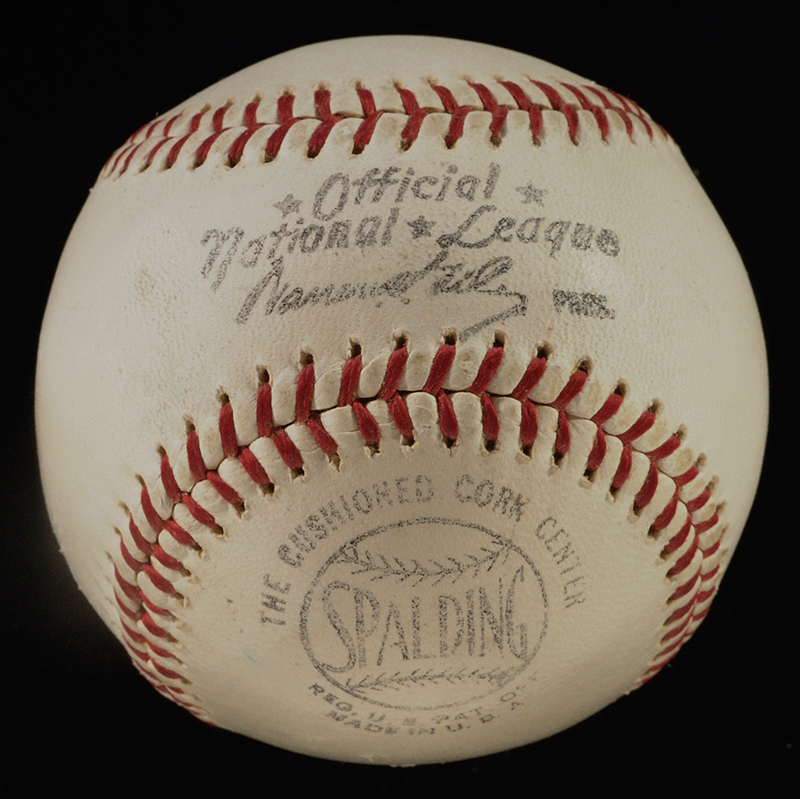 ★ Official ★
National ★ League
PRES.
THE CUSHIONED CORK CENTER
SPALDING
REG. U. S. PAT. OFF.
MADE IN U. S. A.